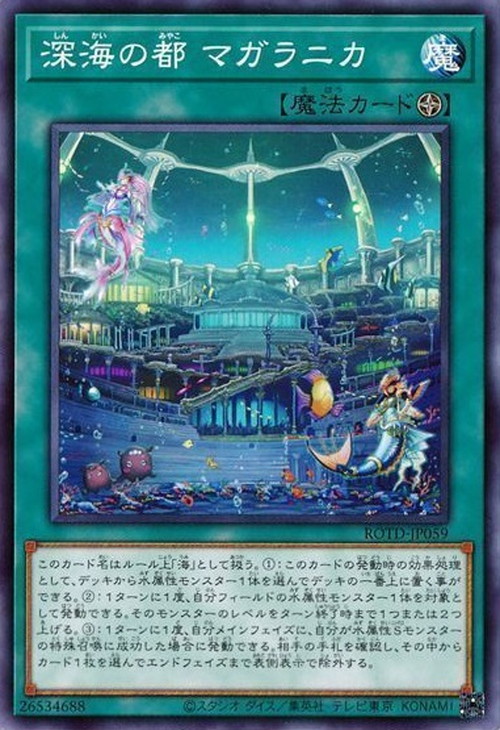 深海の都 マガラニカ
魔
【魔法カード】
ROTD-JP059
このカード名はルール上「海」として扱う。①:このカードの発動時の効果処理
として、デッキから水属性モンスター1体を選んでデッキの一番上に置く事が
できる。②:1ターンに1度、自分フィールドの水属性モンスター1体を対象と
して発動できる。そのモンスターのレベルをターン終了時まで1つまたは2つ
上げる。③:1ターンに1度、自分メインフェイズに、自分が水属性Sモンスター
の特殊召喚に成功した場合に発動できる。相手の手札を確認し、その中から
カード1枚を選んでエンドフェイズまで表側表示で除外する。
26534688
©スタジオ・ダイス/集英社・テレビ東京・KONAMI